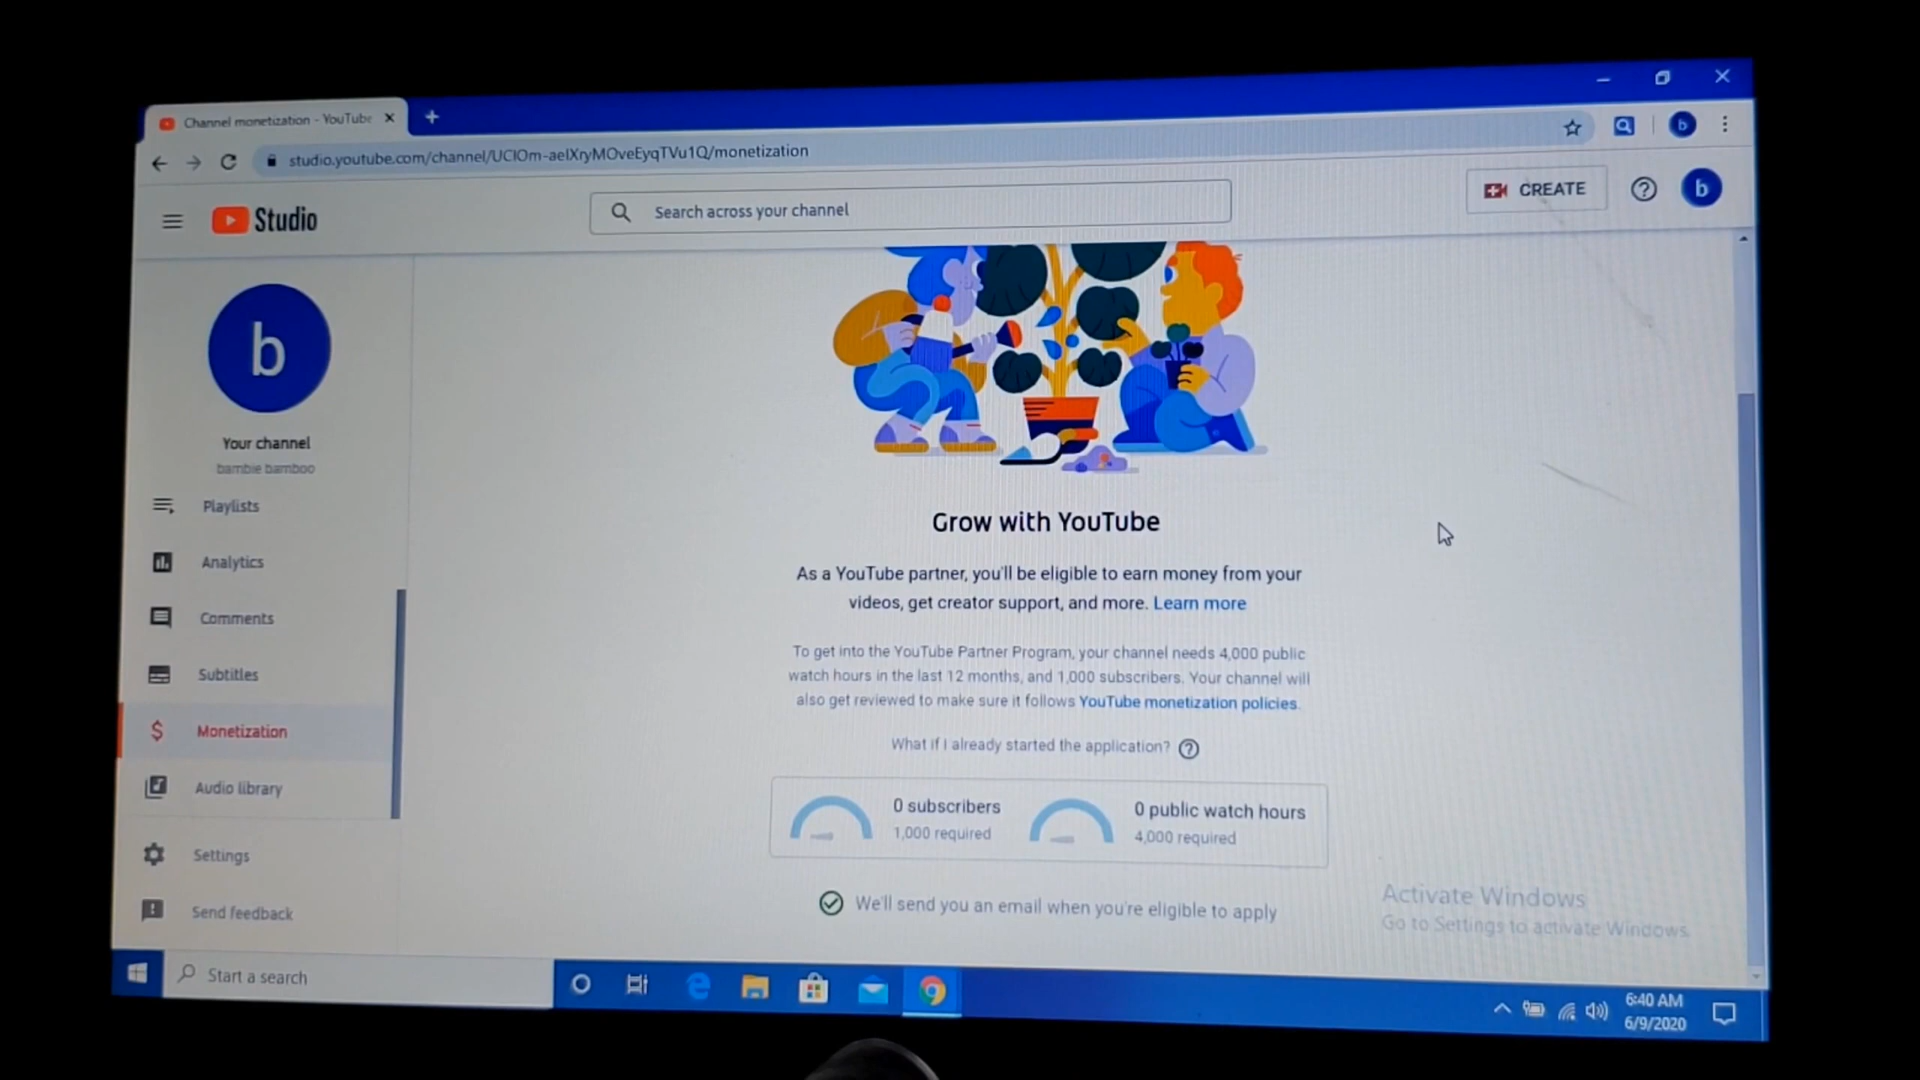 Channel monetization - YouTube
studio.youtube.com/channel/UCIOm-aeIXryMOveEyqTVu1Q/monetization
b
Studio
Search across your channel
CREATE
b
b
Your channel
bambie bamboo
Playlists
Analytics
Comments
Subtitles
Monetization
Audio library
Settings
Send feedback
Grow with YouTube
As a YouTube partner, you'll be eligible to earn money from your
videos, get creator support, and more. Learn more
To get into the YouTube Partner Program, your channel needs 4,000 public
watch hours in the last 12 months, and 1,000 subscribers. Your channel will
also get reviewed to make sure it follows YouTube monetization policies.
What if I already started the application?
0 subscribers
1,000 required
0 public watch hours
4,000 required
We'll send you an email when you're eligible to apply
Activate Windows
Go to Settings to activate Windows.
Start a search
6:40 AM
6/9/2020